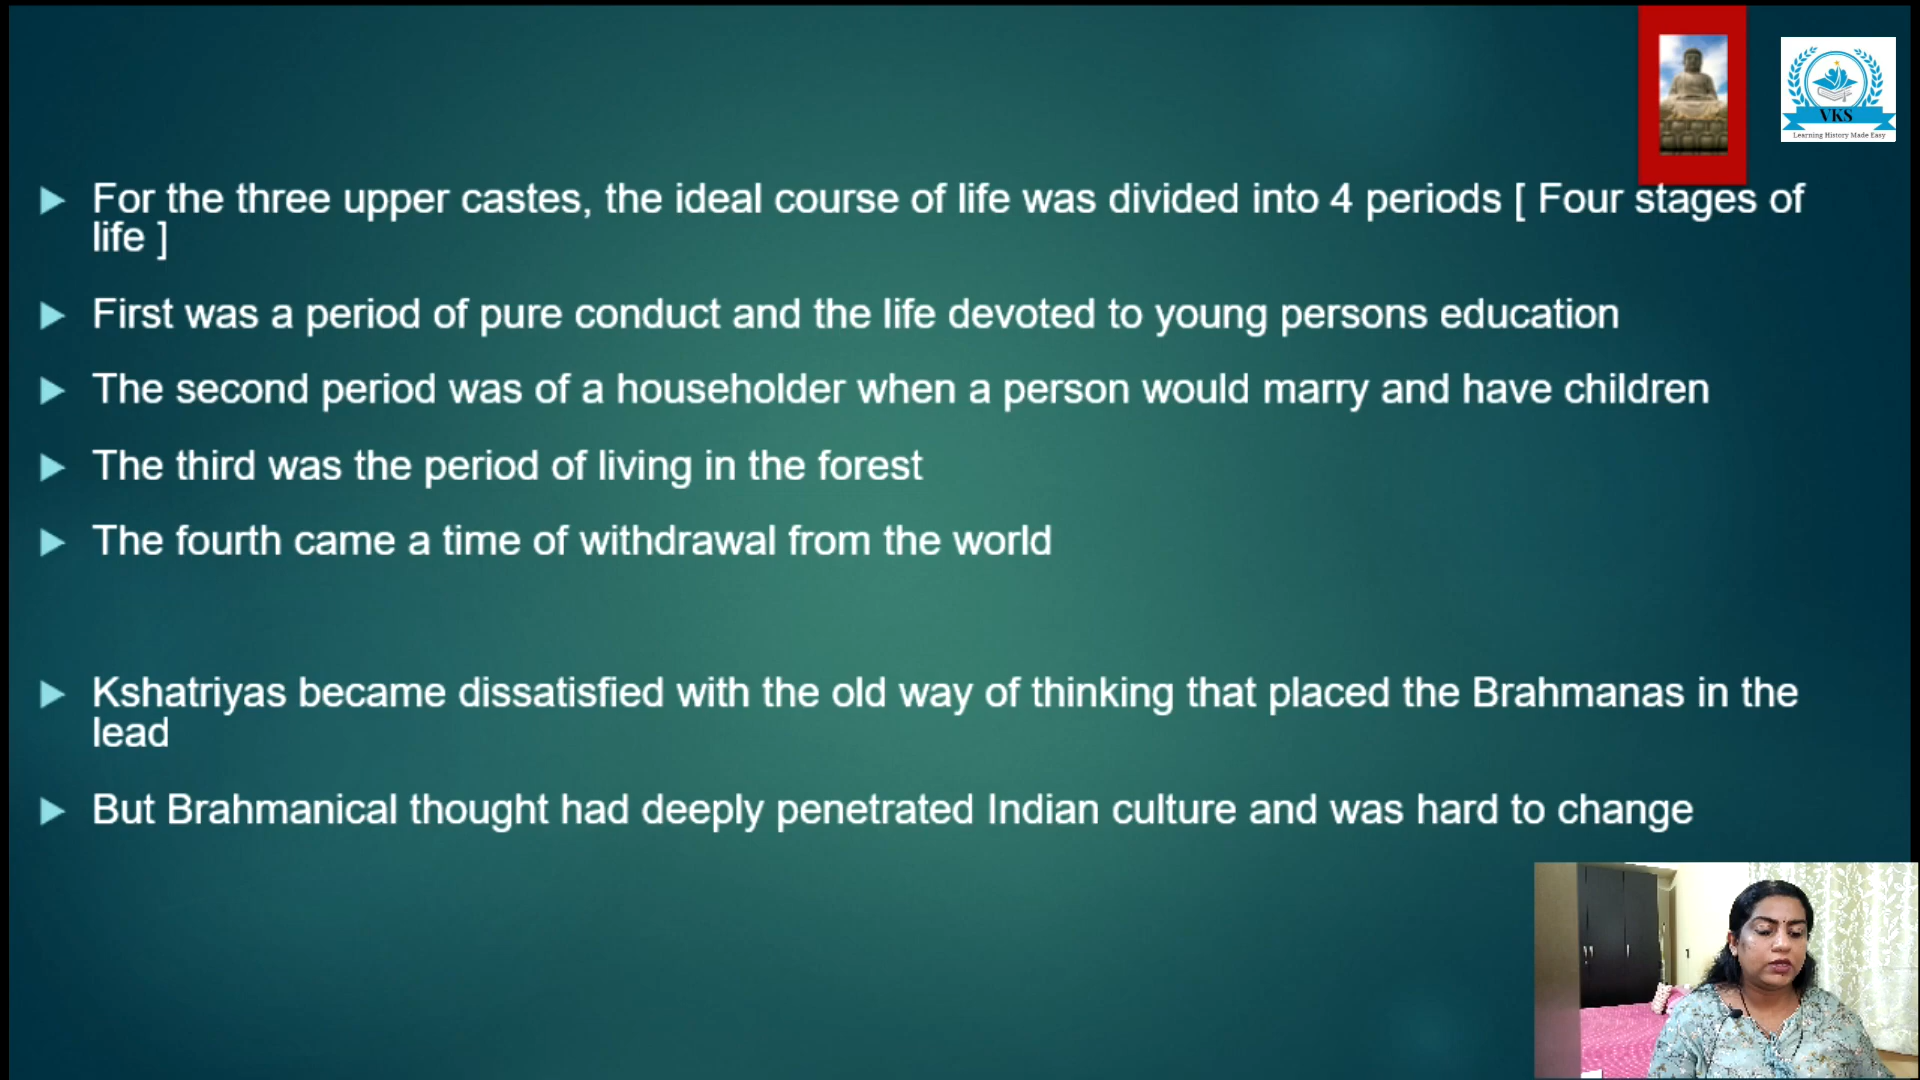 VKS
Learning History Made Easy
For the three upper castes, the ideal course of life was divided into 4 periods [ Four stages of
life ]
First was a period of pure conduct and the life devoted to young persons education
The second period was of a householder when a person would marry and have children
The third was the period of living in the forest
The fourth came a time of withdrawal from the world
Kshatriyas became dissatisfied with the old way of thinking that placed the Brahmanas in the
lead
But Brahmanical thought had deeply penetrated Indian culture and was hard to change